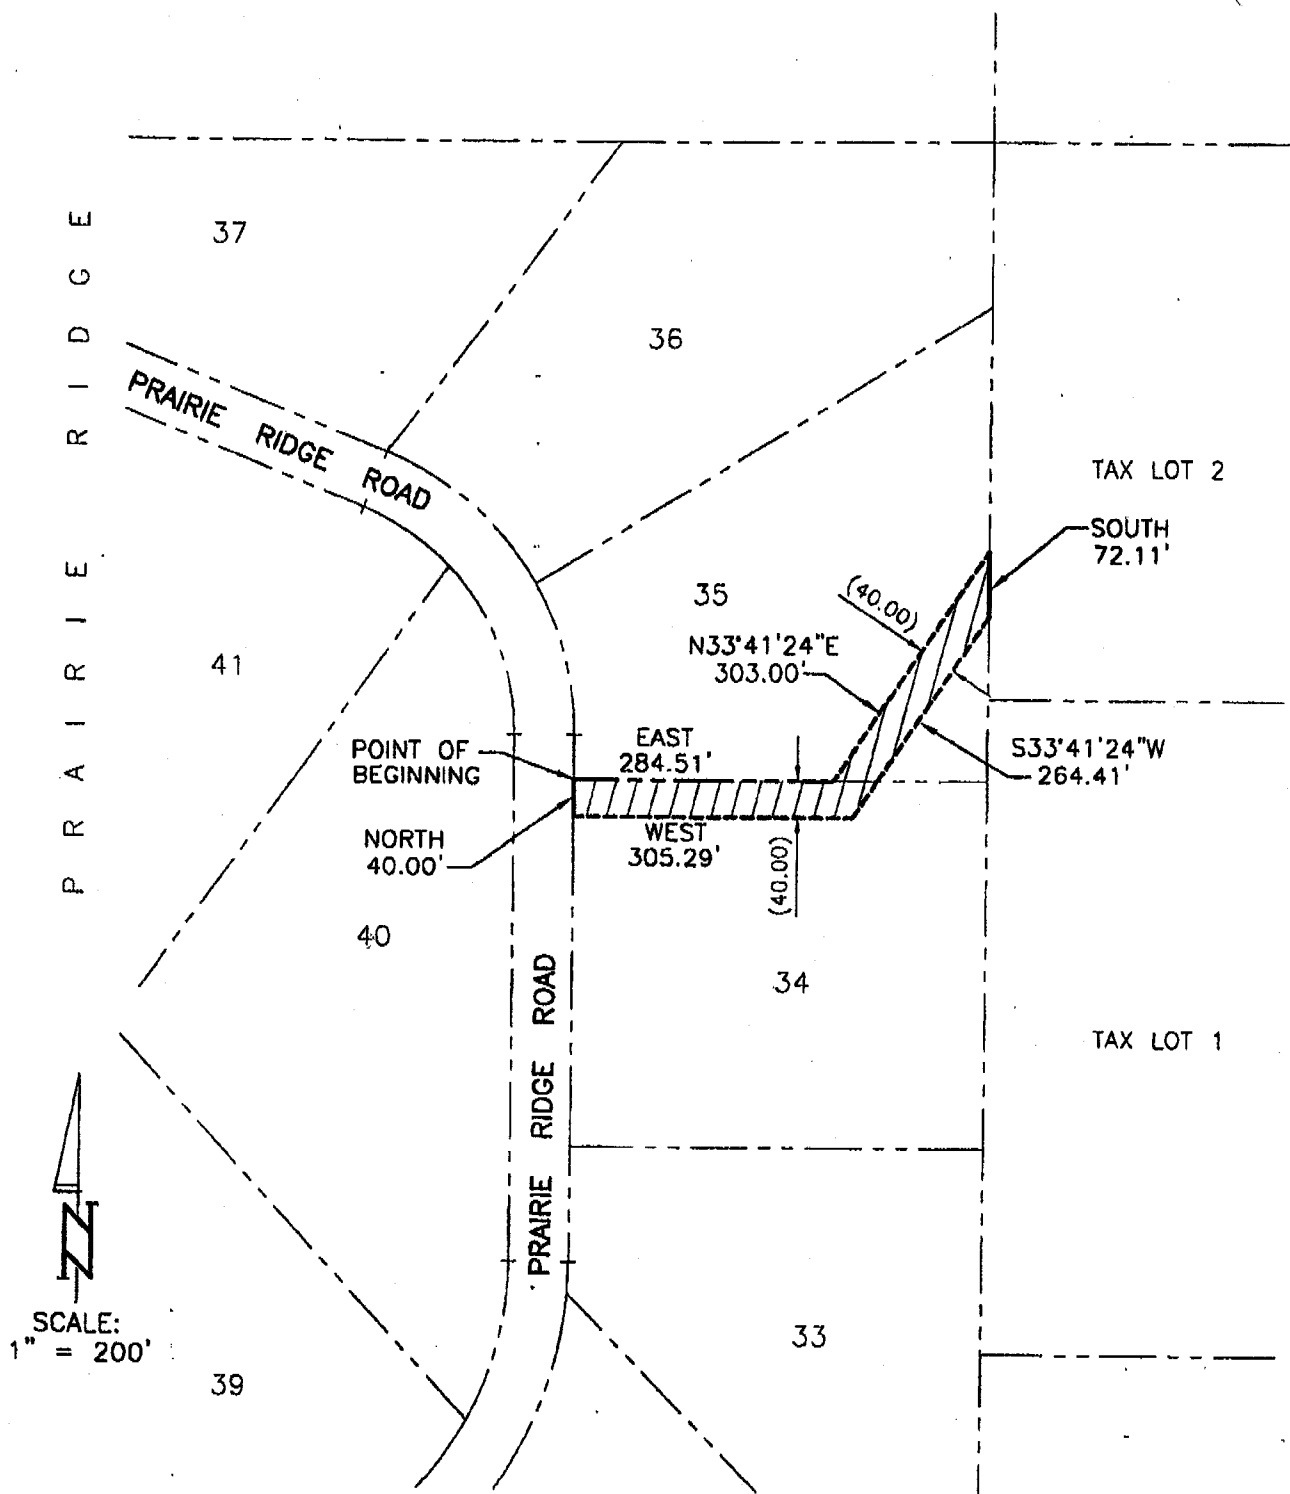 PRAIRIE RIDGE
37
36
PRAIRIE RIDGE ROAD
TAX LOT 2
SOUTH
72.11'
35
(40.00)
N33°41'24"E
303.00'
41
EAST
284.51'
POINT OF
BEGINNING
S33°41'24"W
264.41'
NORTH
40.00'
WEST
305.29'
(40.00)
40
34
PRAIRIE RIDGE ROAD
TAX LOT 1
N
SCALE:
1" = 200'
33
39